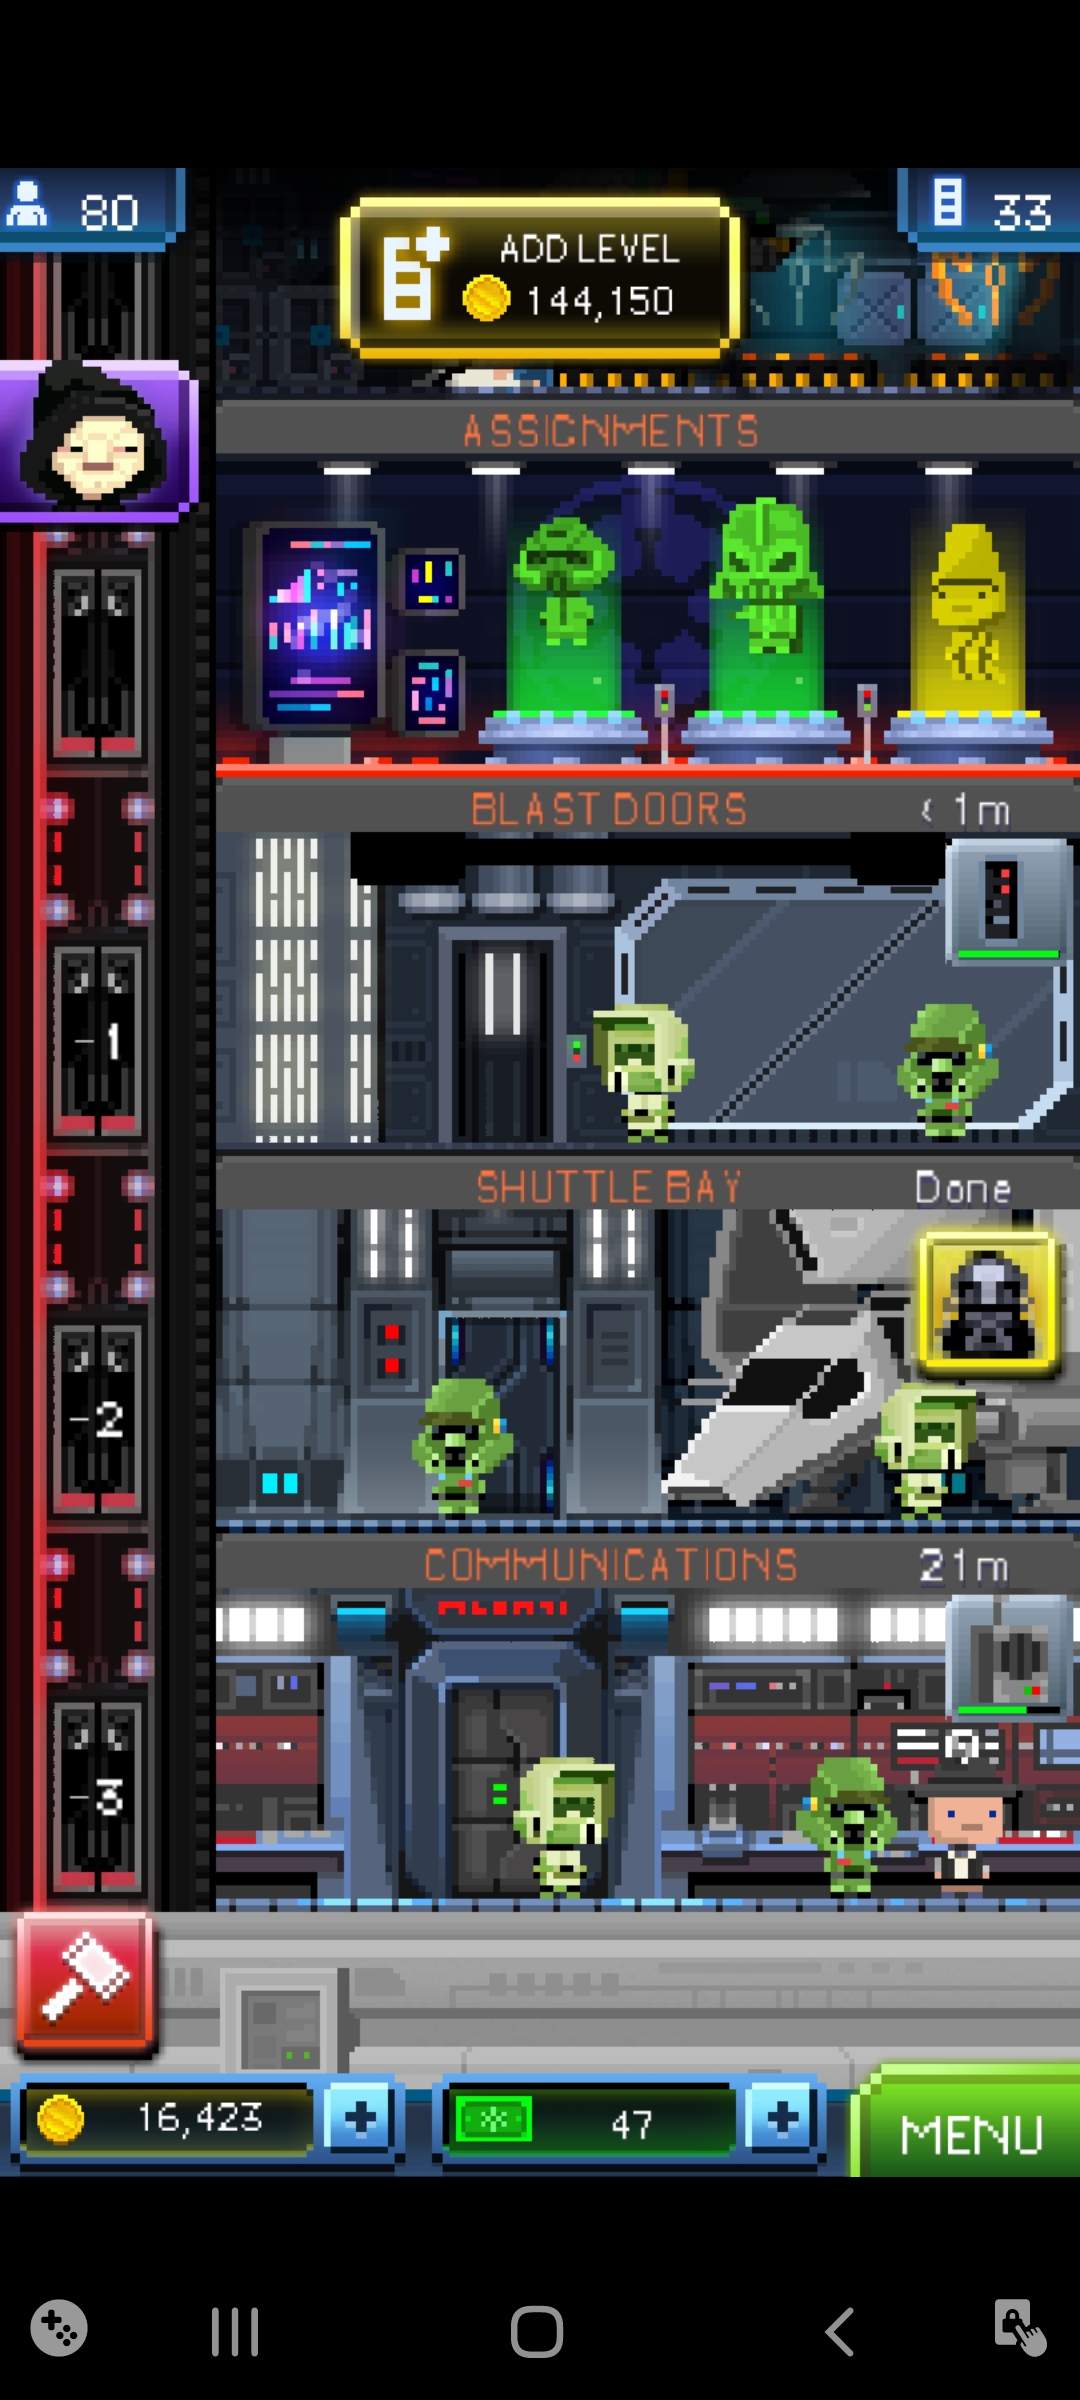 80
ADD LEVEL
144,150
33
ASSIGNMENTS
BLAST DOORS
< 1m
-1
SHUTTLE BAY
Done
-2
COMMUNICATIONS
21m
-3
16,423
47
MENU